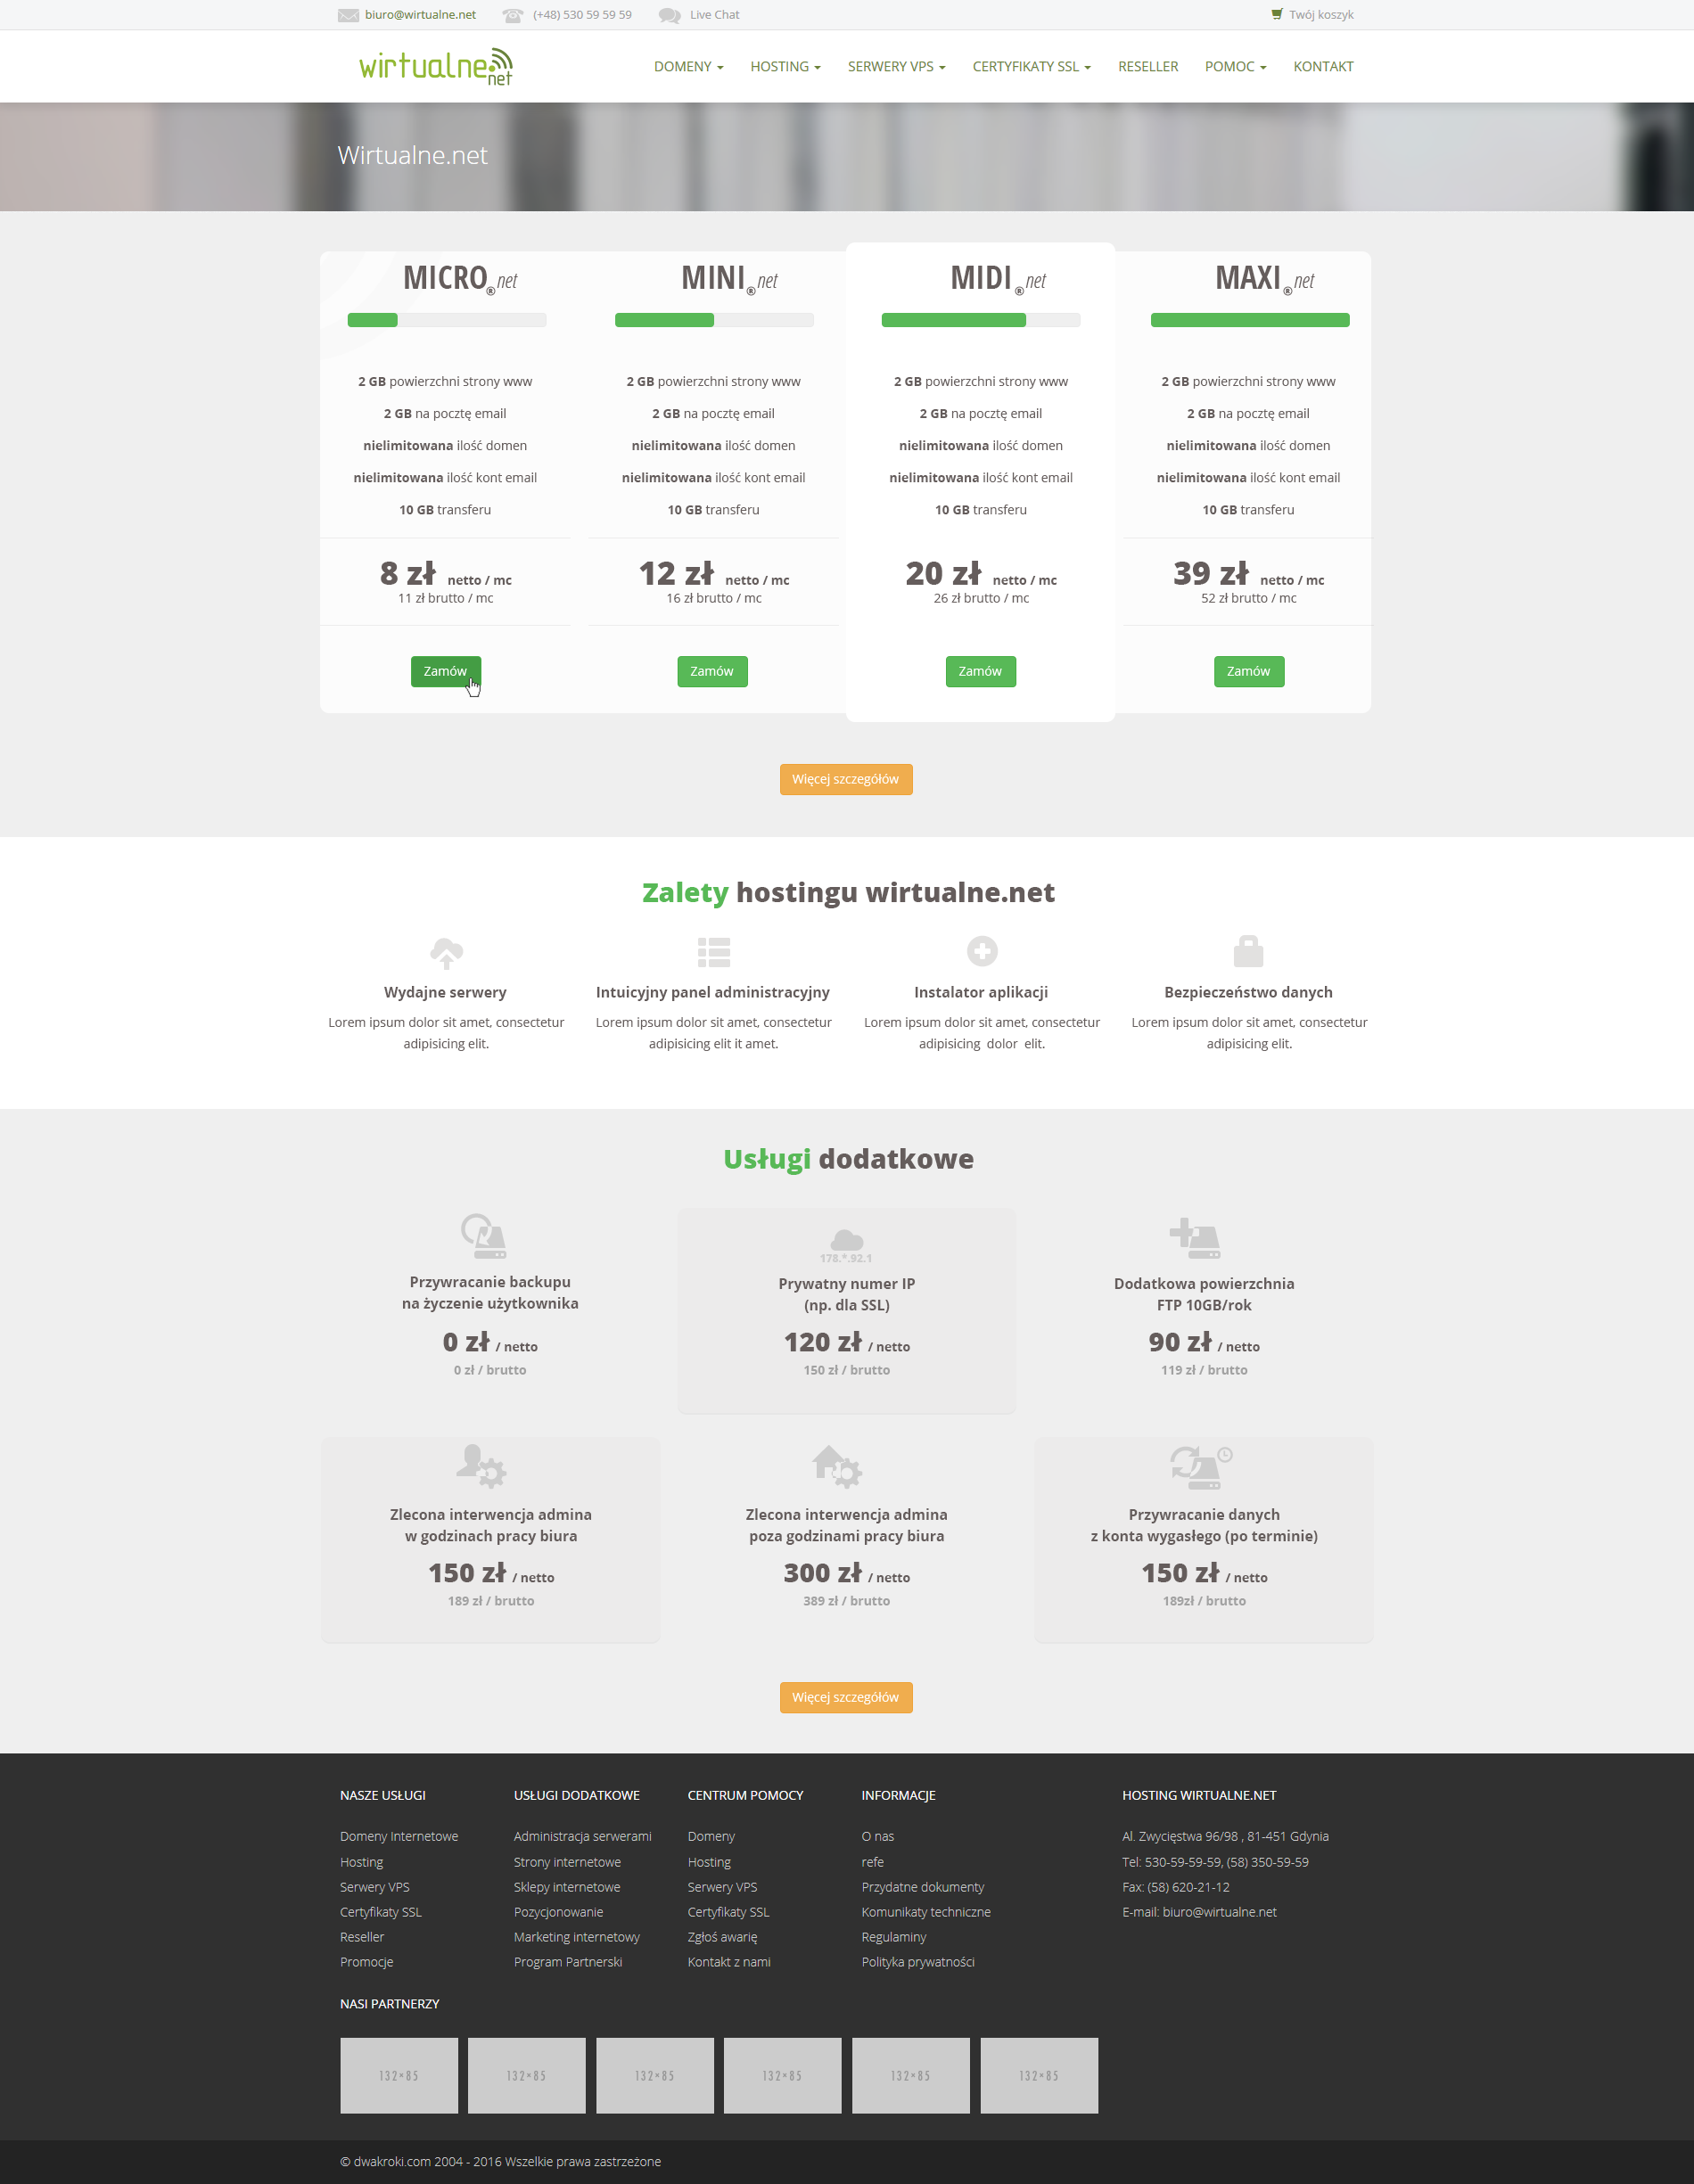 biuro@wirtualne.net (+48) 530 59 59 59 Live Chat Twój koszyk
wirtualne.net DOMENY HOSTING SERWERY VPS CERTYFIKATY SSL RESELLER POMOC KONTAKT
Wirtualne.net
MICRO®net MINI®net MIDI®net MAXI®net
2 GB powierzchni strony www 2 GB powierzchni strony www 2 GB powierzchni strony www 2 GB powierzchni strony www
2 GB na pocztę email 2 GB na pocztę email 2 GB na pocztę email 2 GB na pocztę email
nielimitowana ilość domen nielimitowana ilość domen nielimitowana ilość domen nielimitowana ilość domen
nielimitowana ilość kont email nielimitowana ilość kont email nielimitowana ilość kont email nielimitowana ilość kont email
10 GB transferu 10 GB transferu 10 GB transferu 10 GB transferu
8 zł netto / mc 12 zł netto / mc 20 zł netto / mc 39 zł netto / mc
11 zł brutto / mc 16 zł brutto / mc 26 zł brutto / mc 52 zł brutto / mc
Zamów Zamów Zamów Zamów
Więcej szczegółów
Zalety hostingu wirtualne.net
Wydajne serwery Intuicyjny panel administracyjny Instalator aplikacji Bezpieczeństwo danych
Lorem ipsum dolor sit amet, consectetur Lorem ipsum dolor sit amet, consectetur Lorem ipsum dolor sit amet, consectetur Lorem ipsum dolor sit amet, consectetur
adipisicing elit. adipisicing elit it amet. adipisicing dolor elit. adipisicing elit.
Usługi dodatkowe
178.*.92.1
Przywracanie backupu Prywatny numer IP Dodatkowa powierzchnia
na życzenie użytkownika (np. dla SSL) FTP 10GB/rok
0 zł / netto 120 zł / netto 90 zł / netto
0 zł / brutto 150 zł / brutto 119 zł / brutto
Zlecona interwencja admina Zlecona interwencja admina Przywracanie danych
w godzinach pracy biura poza godzinami pracy biura z konta wygasłego (po terminie)
150 zł / netto 300 zł / netto 150 zł / netto
189 zł / brutto 389 zł / brutto 189zł / brutto
Więcej szczegółów
NASZE USŁUGI USŁUGI DODATKOWE CENTRUM POMOCY INFORMACJE HOSTING WIRTUALNE.NET
Domeny Internetowe Administracja serwerami Domeny O nas Al. Zwycięstwa 96/98 , 81-451 Gdynia
Hosting Strony internetowe Hosting refe Tel: 530-59-59-59, (58) 350-59-59
Serwery VPS Sklepy internetowe Serwery VPS Przydatne dokumenty Fax: (58) 620-21-12
Certyfikaty SSL Pozycjonowanie Certyfikaty SSL Komunikaty techniczne E-mail: biuro@wirtualne.net
Reseller Marketing internetowy Zgłoś awarię Regulaminy
Promocje Program Partnerski Kontakt z nami Polityka prywatności
NASI PARTNERZY
132×85 132×85 132×85 132×85 132×85 132×85
© dwakroki.com 2004 - 2016 Wszelkie prawa zastrzeżone